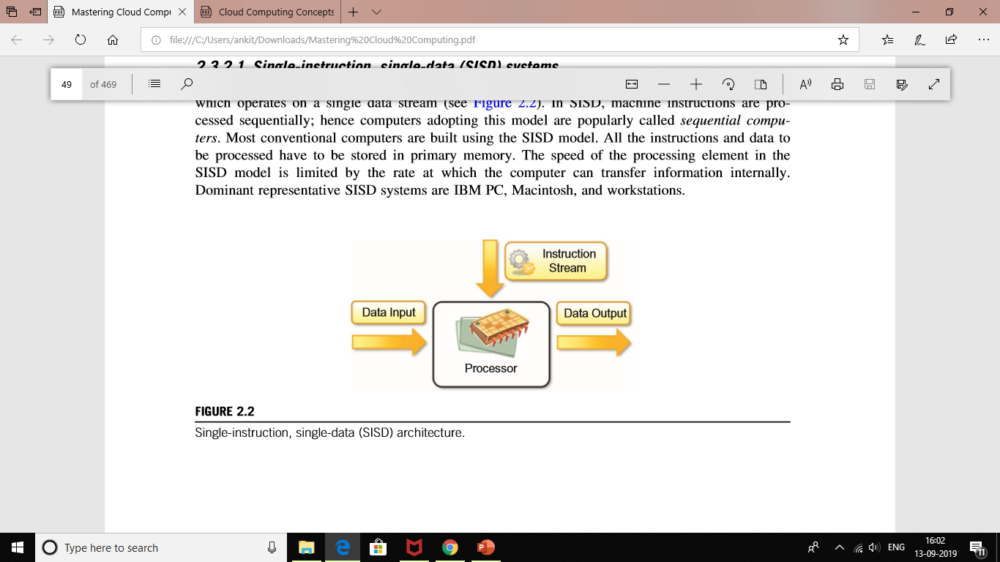 Mastering Cloud Compu
Cloud Computing Concepts
file:///C:/Users/ankit/Downloads/Mastering%20Cloud%20Computing.pdf
2.3.2.1 Single-instruction, single-data (SISD) systems
49 of 469
which operates on a single data stream (see Figure 2.2). In SISD, machine instructions are pro-
cessed sequentially; hence computers adopting this model are popularly called sequential compu-
ters. Most conventional computers are built using the SISD model. All the instructions and data to
be processed have to be stored in primary memory. The speed of the processing element in the
SISD model is limited by the rate at which the computer can transfer information internally.
Dominant representative SISD systems are IBM PC, Macintosh, and workstations.
Instruction
Stream
Data Input
Data Output
Processor
FIGURE 2.2
Single-instruction, single-data (SISD) architecture.
Type here to search
ENG
16:02
13-09-2019
11